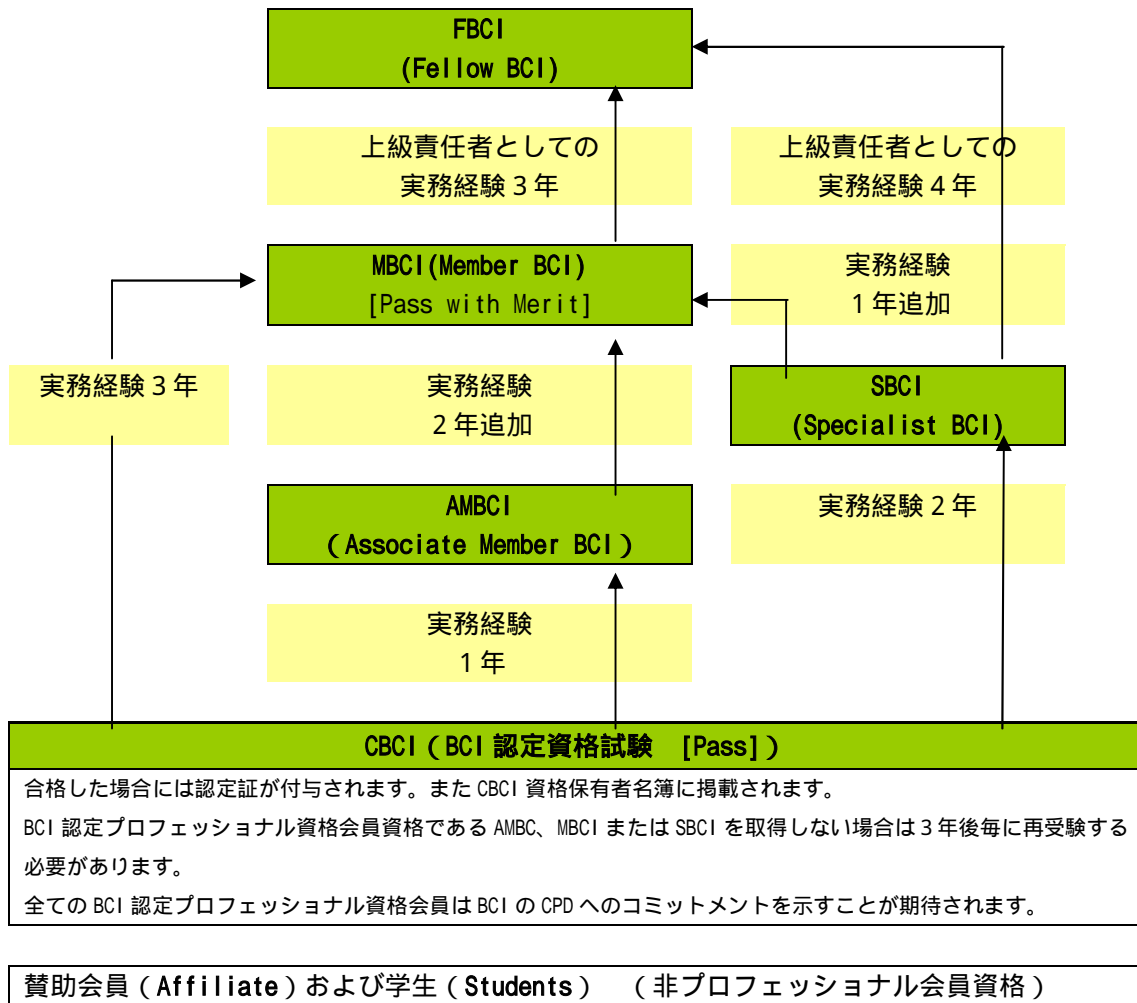 FBCI
(Fellow BCI)
上級責任者としての
実務経験３年
上級責任者としての
実務経験４年
MBCI(Member BCI)
[Pass with Merit]
実務経験
１年追加
実務経験３年
実務経験
２年追加
SBCI
(Specialist BCI)
AMBCI
（Associate Member BCI）
実務経験２年
実務経験
１年
CBCI（BCI認定資格試験　[Pass]）
合格した場合には認定証が付与されます。また CBCI 資格保有者名簿に掲載されます。
BCI 認定プロフェッショナル資格会員資格である AMBC、MBCI または SBCI を取得しない場合は３年後毎に再受験する
必要があります。
全ての BCI 認定プロフェッショナル資格会員は BCI の CPD へのコミットメントを示すことが期待されます。
賛助会員（Affiliate）および学生（Students）　（非プロフェッショナル会員資格）